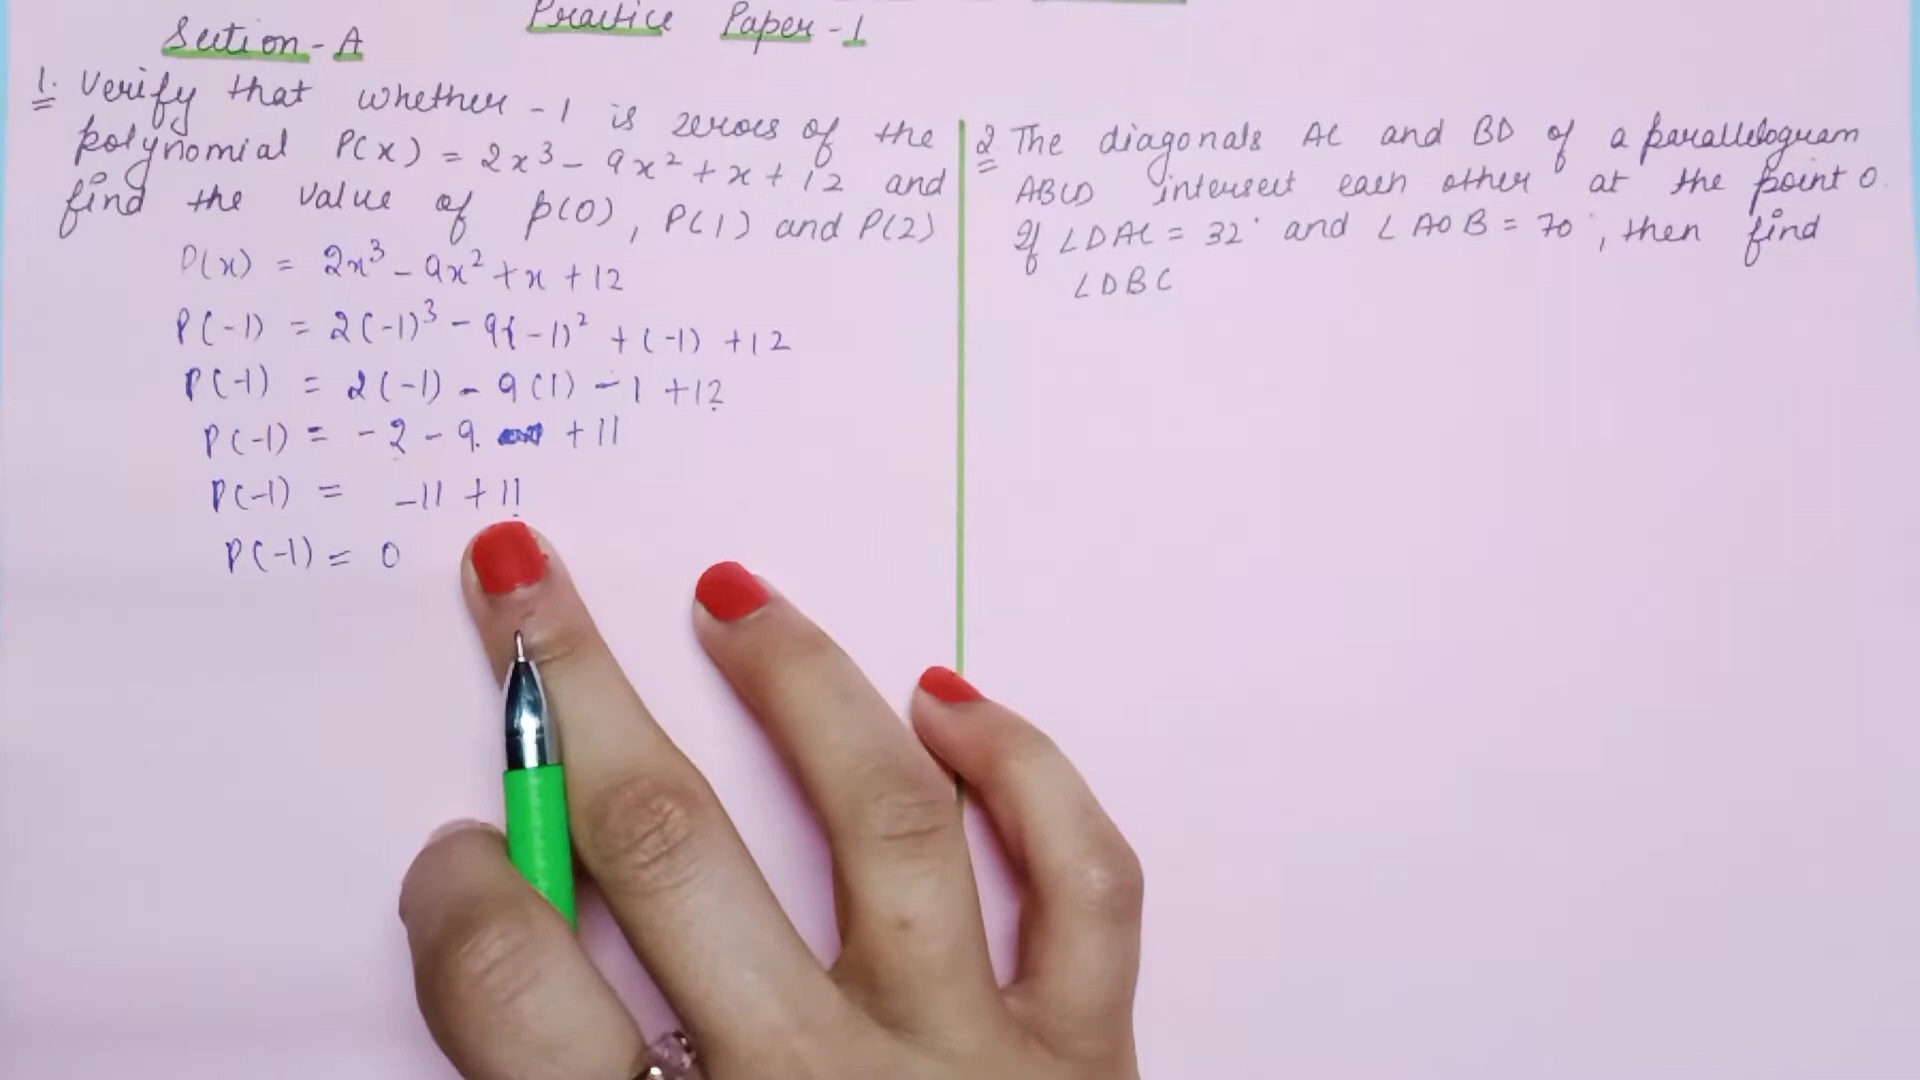 Practice Paper - 1
Section - A
1. Verify that whether -1 is zeroes of the
polynomial P(x) = 2x³ - 9x² + x + 12 and
find the value of p(0), P(1) and P(2)
P(x) = 2x³ - 9x² + x + 12
P(-1) = 2(-1)³ - 9(-1)² + (-1) + 12
P(-1) = 2(-1) - 9(1) - 1 + 12
P(-1) = -2 - 9 + 11
P(-1) = -11 + 11
P(-1) = 0
2 The diagonals AC and BD of a parallelogram
ABCD intersect each other at the point O.
If ∠DAC = 32° and ∠AOB = 70°, then find
∠DBC